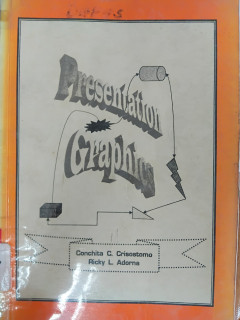 Presentation
Graphics
Conchita C. Crisostomo
Ricky L. Adorna